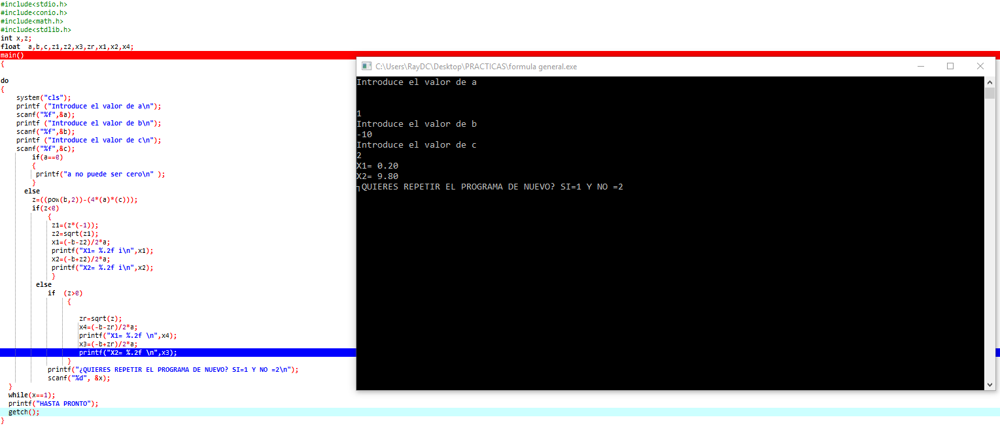 #include<stdio.h>
#include<conio.h>
#include<math.h>
#include<stdlib.h>
int x,z;
float  a,b,c,z1,z2,x3,zr,x1,x2,x4;
main()
{
do
{
system("cls");
printf ("Introduce el valor de a\n");
scanf("%f",&a);
printf ("Introduce el valor de b\n");
scanf("%f",&b);
printf ("Introduce el valor de c\n");
scanf("%f",&c);
if(a==0)
{
printf("a no puede ser cero\n" );
}
else
z=((pow(b,2))-(4*(a)*(c)));
if(z<0)
{
z1=(z*(-1));
z2=sqrt(z1);
x1=(-b-z2)/2*a;
printf("X1= %.2f i\n",x1);
x2=(-b+z2)/2*a;
printf("X2= %.2f i\n",x2);
}
else
if  (z>0)
{
zr=sqrt(z);
x4=(-b-zr)/2*a;
printf("X1= %.2f \n",x4);
x3=(-b+zr)/2*a;
printf("X2= %.2f \n",x3);
}
printf("¿QUIERES REPETIR EL PROGRAMA DE NUEVO? SI=1 Y NO =2\n");
scanf("%d", &x);
}
while(x==1);
printf("HASTA PRONTO");
getch();
}
C:\Users\RayDC\Desktop\PRACTICAS\formula general.exe
Introduce el valor de a
1
Introduce el valor de b
-10
Introduce el valor de c
2
X1= 0.20
X2= 9.80
┐QUIERES REPETIR EL PROGRAMA DE NUEVO? SI=1 Y NO =2